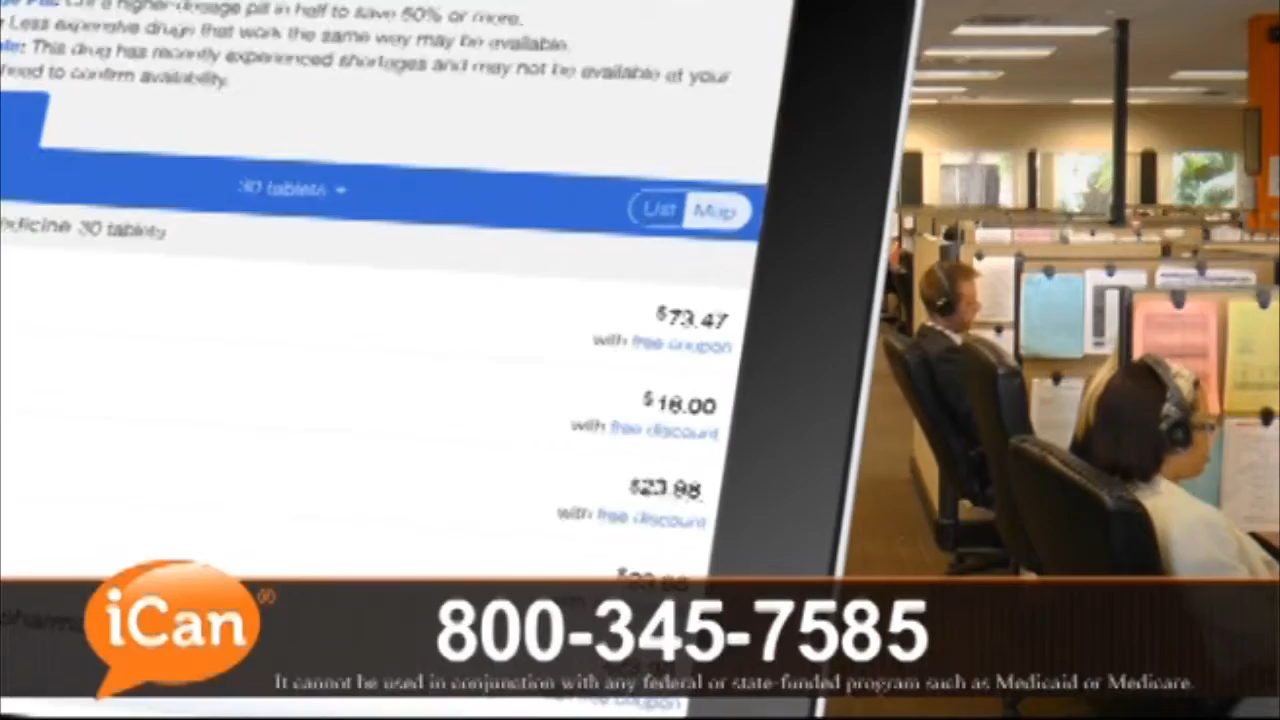 a higher-dosage pill in half to save 50% or more.
Less expensive drugs that work the same way may be available.
This drug has recently experienced shortages and may not be available at your
need to confirm availability.
30 tablets
List Map
30 tablets
$73.47
with free coupon
$16.00
with free discount
$23.98
with free discount
iCan®
800-345-7585
It cannot be used in conjunction with any federal or state-funded program such as Medicaid or Medicare.